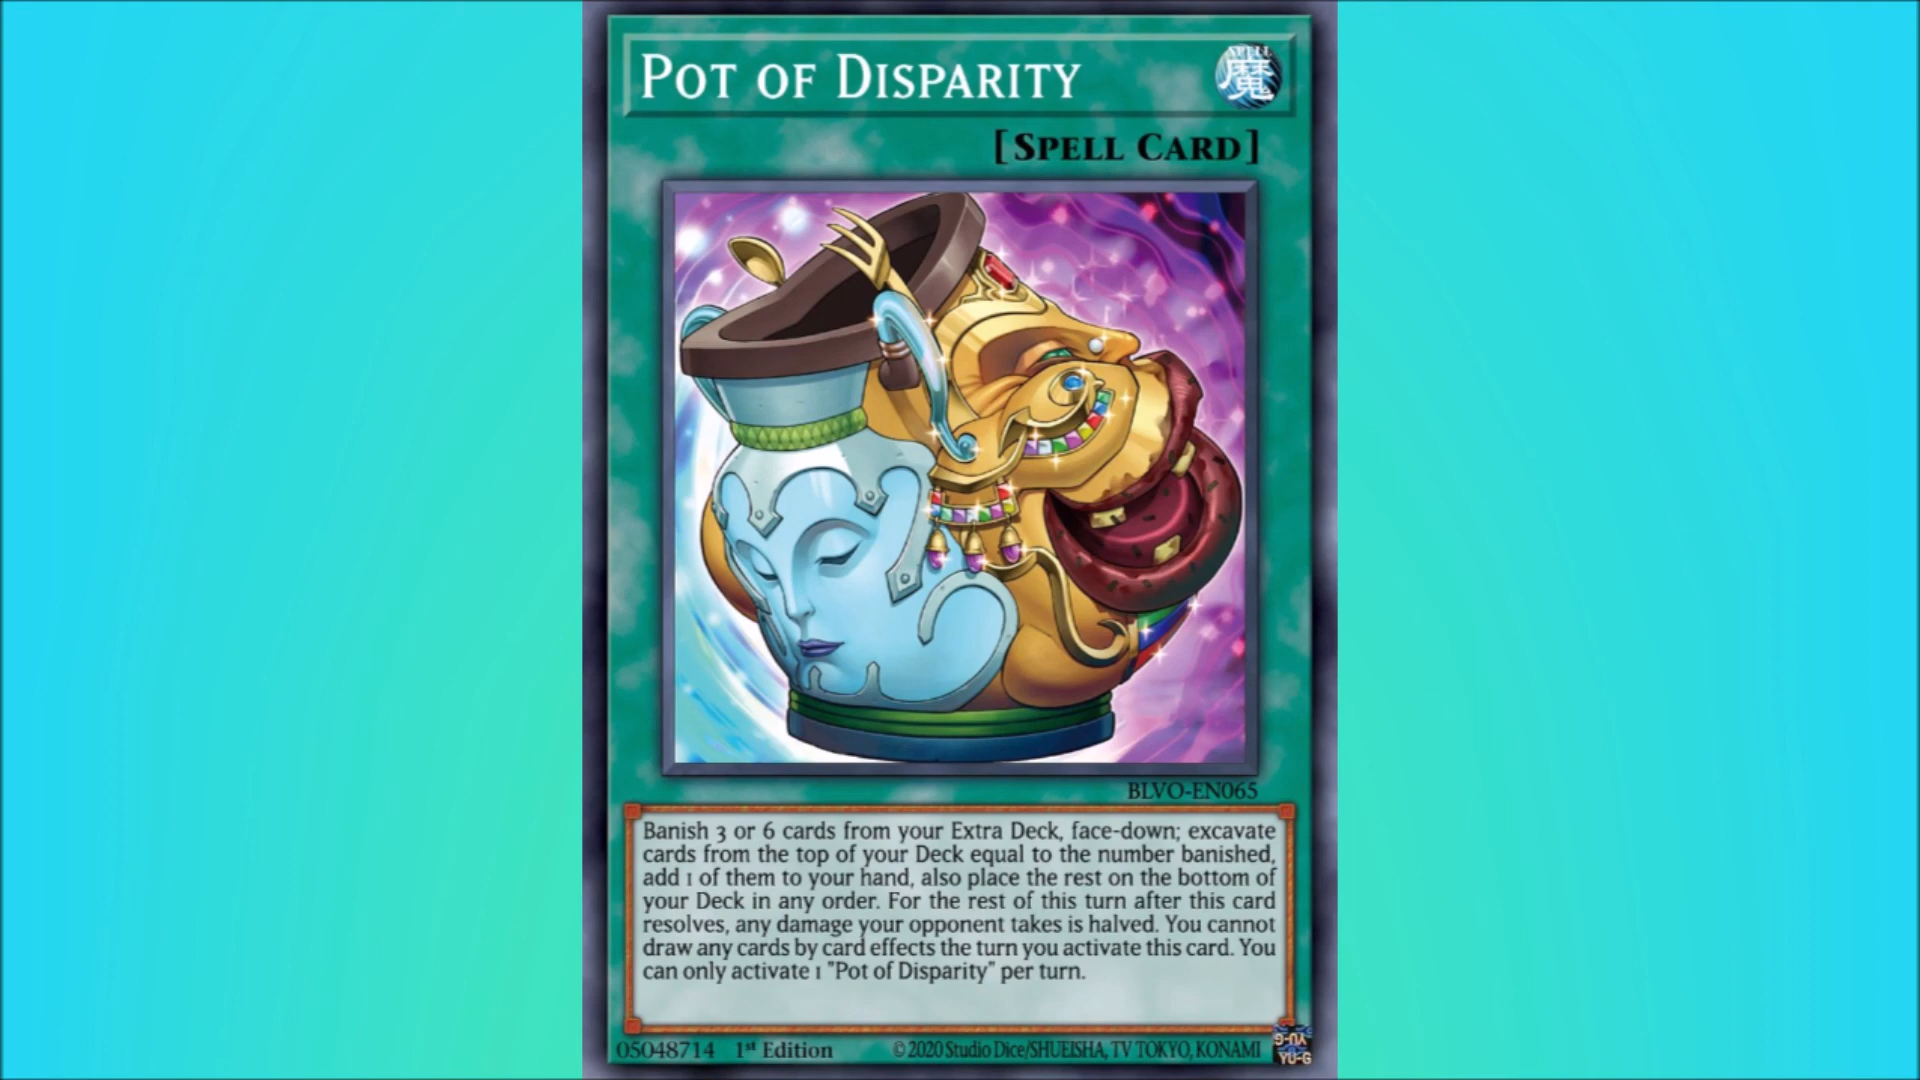 POT OF DISPARITY
SPELL
魔
[SPELL CARD]
BLVO-EN065
Banish 3 or 6 cards from your Extra Deck, face-down; excavate
cards from the top of your Deck equal to the number banished,
add 1 of them to your hand, also place the rest on the bottom of
your Deck in any order. For the rest of this turn after this card
resolves, any damage your opponent takes is halved. You cannot
draw any cards by card effects the turn you activate this card. You
can only activate 1 "Pot of Disparity" per turn.
05048714 1st Edition ©2020 Studio Dice/SHUEISHA, TV TOKYO, KONAMI